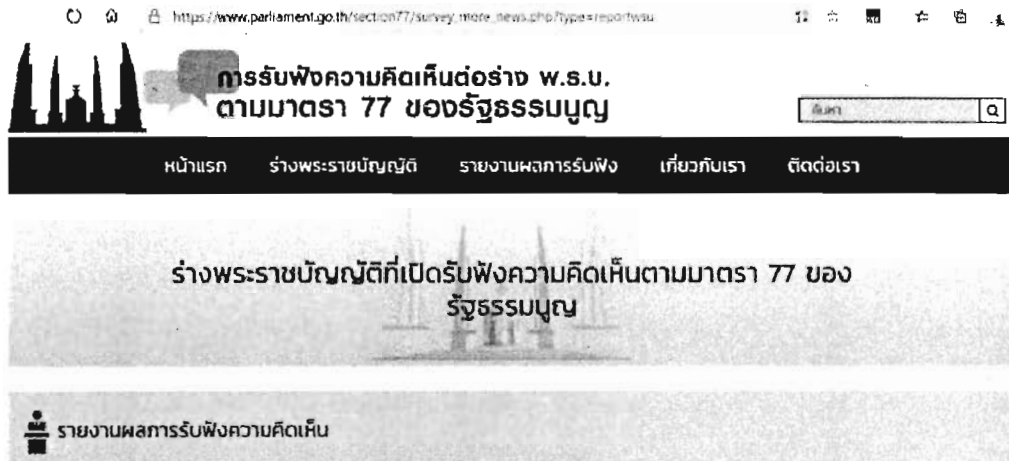 https://www.parliament.go.th/section77/survey_more_news.php?type=reportwsu
การรับฟังความคิดเห็นต่อร่าง พ.ร.บ.
ตามมาตรา 77 ของรัฐธรรมนูญ
ค้นหา
หน้าแรก ร่างพระราชบัญญัติ รายงานผลการรับฟัง เกี่ยวกับเรา ติดต่อเรา
ร่างพระราชบัญญัติที่เปิดรับฟังความคิดเห็นตามมาตรา 77 ของ
รัฐธรรมนูญ
รายงานผลการรับฟังความคิดเห็น